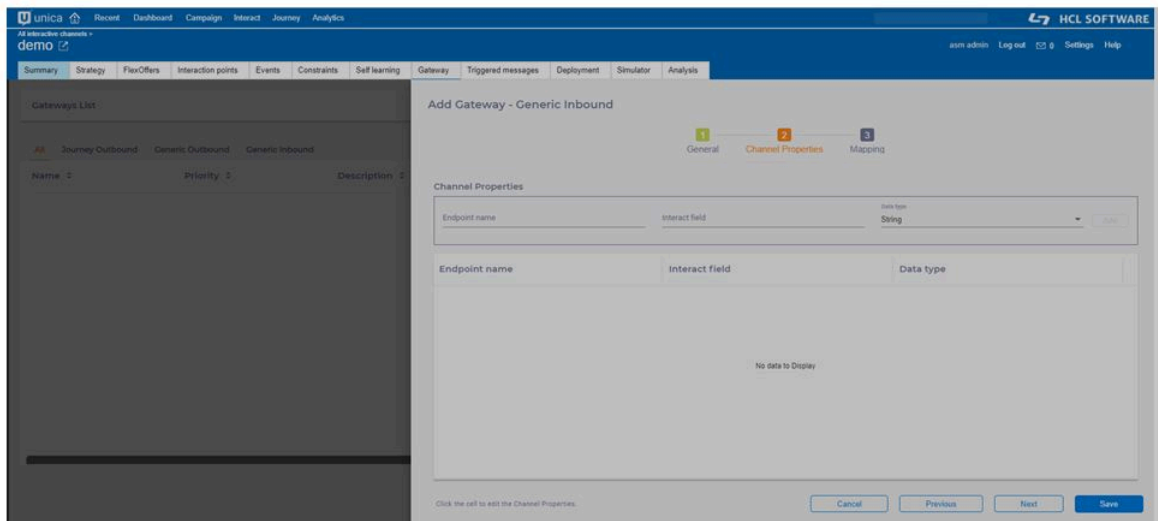 unica Recent Dashboard Campaign Interact Journey Analytics HCL SOFTWARE
All interactive channels >
demo asm admin Log out 0 Settings Help
Summary Strategy FlexOffers Interaction points Events Constraints Self learning Gateway Triggered messages Deployment Simulator Analysis
Gateways List
All Journey Outbound Generic Outbound Generic Inbound
Name Priority Description
Add Gateway - Generic Inbound
1 2 3
General Channel Properties Mapping
Channel Properties
Data type
Endpoint name Interact field String Add
Endpoint name Interact field Data type
No data to Display
Click the cell to edit the Channel Properties. Cancel Previous Next Save